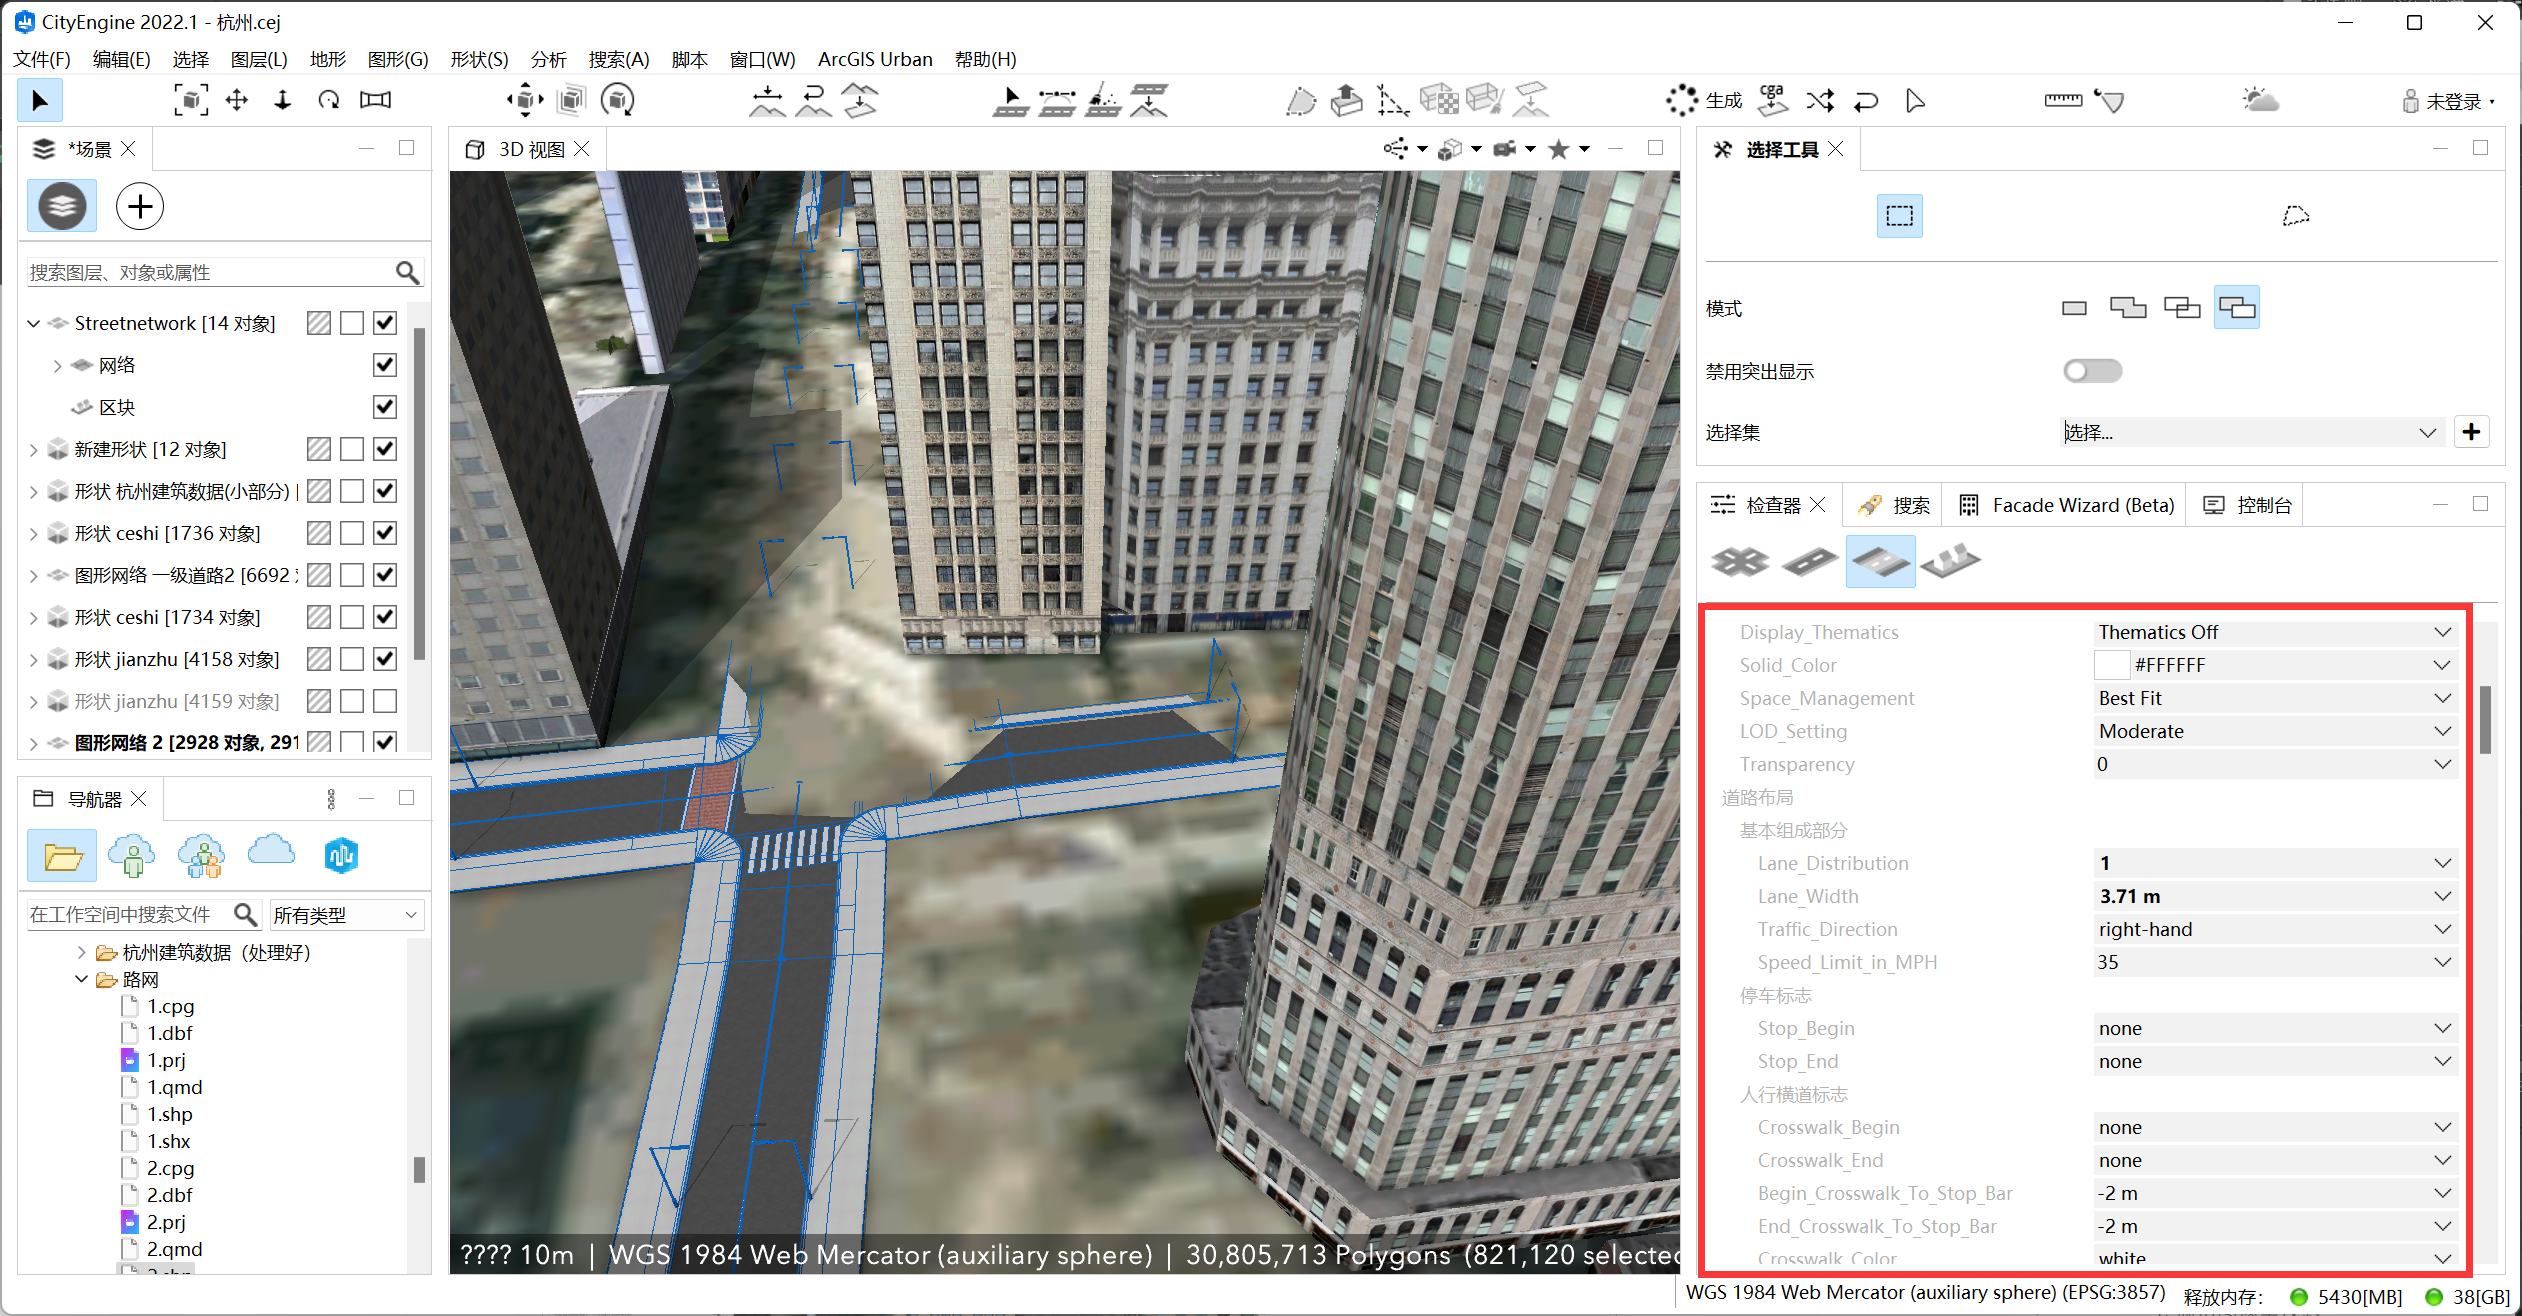 CityEngine 2022.1 - 杭州.cej
文件(F) 编辑(E) 选择 图层(L) 地形 图形(G) 形状(S) 分析 搜索(A) 脚本 窗口(W) ArcGIS Urban 帮助(H)
生成 cga 未登录
*场景
搜索图层、对象或属性
Streetnetwork [14 对象]
网络
区块
新建形状 [12 对象]
形状 杭州建筑数据(小部分) [
形状 ceshi [1736 对象]
图形网络 一级道路2 [6692
形状 ceshi [1734 对象]
形状 jianzhu [4158 对象]
形状 jianzhu [4159 对象]
图形网络 2 [2928 对象, 291
导航器
在工作空间中搜索文件 所有类型
杭州建筑数据（处理好）
路网
1.cpg
1.dbf
1.prj
1.qmd
1.shp
1.shx
2.cpg
2.dbf
2.prj
2.qmd
3D 视图
???? 10m | WGS 1984 Web Mercator (auxiliary sphere) | 30,805,713 Polygons (821,120 selected
选择工具
模式
禁用突出显示
选择集 选择...
检查器 搜索 Facade Wizard (Beta) 控制台
Display_Thematics Thematics Off
Solid_Color #FFFFFF
Space_Management Best Fit
LOD_Setting Moderate
Transparency 0
道路布局
基本组成部分
Lane_Distribution 1
Lane_Width 3.71 m
Traffic_Direction right-hand
Speed_Limit_in_MPH 35
停车标志
Stop_Begin none
Stop_End none
人行横道标志
Crosswalk_Begin none
Crosswalk_End none
Begin_Crosswalk_To_Stop_Bar -2 m
End_Crosswalk_To_Stop_Bar -2 m
Crosswalk_Color white
WGS 1984 Web Mercator (auxiliary sphere) (EPSG:3857) 释放内存: 5430[MB] 38[GB]